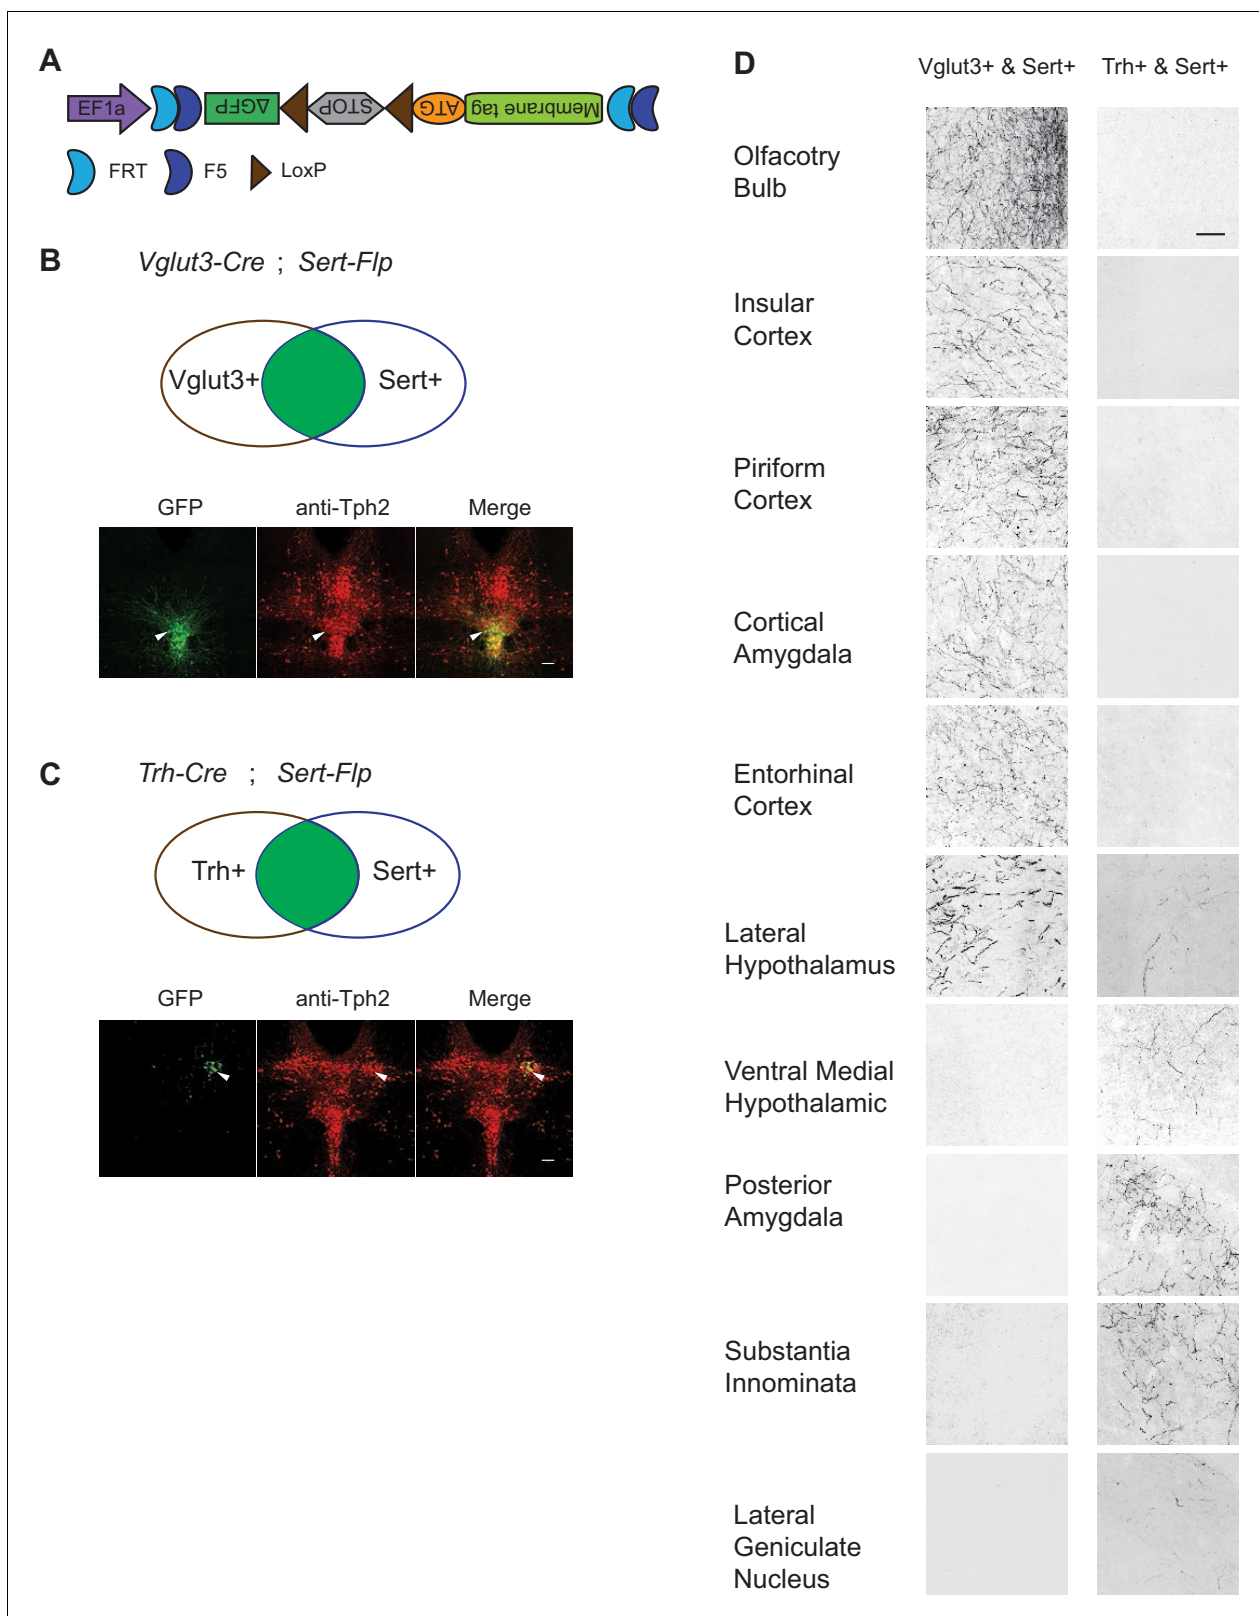 A
EF1a
ΔGFP
STOP
ATG
Membrane tag
FRT
F5
LoxP
B
Vglut3-Cre ; Sert-Flp
Vglut3+
Sert+
GFP
anti-Tph2
Merge
C
Trh-Cre ; Sert-Flp
Trh+
Sert+
GFP
anti-Tph2
Merge
D
Vglut3+ & Sert+
Trh+ & Sert+
Olfacotry
Bulb
Insular
Cortex
Piriform
Cortex
Cortical
Amygdala
Entorhinal
Cortex
Lateral
Hypothalamus
Ventral Medial
Hypothalamic
Posterior
Amygdala
Substantia
Innominata
Lateral
Geniculate
Nucleus